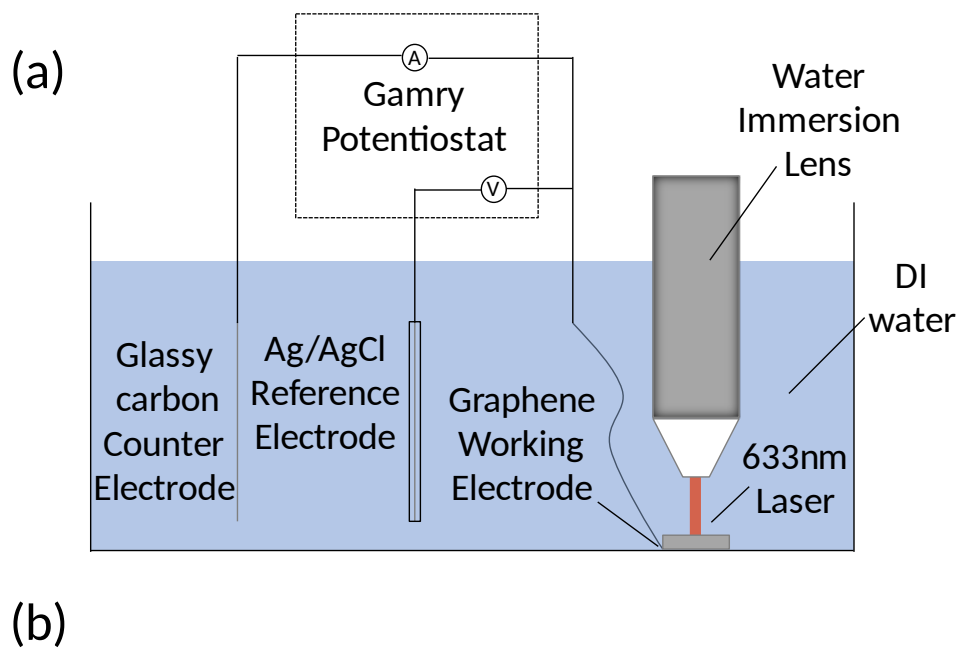 (a)
A
Gamry
Potentiostat
V
Water
Immersion
Lens
DI
water
Glassy
carbon
Counter
Electrode
Ag/AgCl
Reference
Electrode
Graphene
Working
Electrode
633nm
Laser
(b)